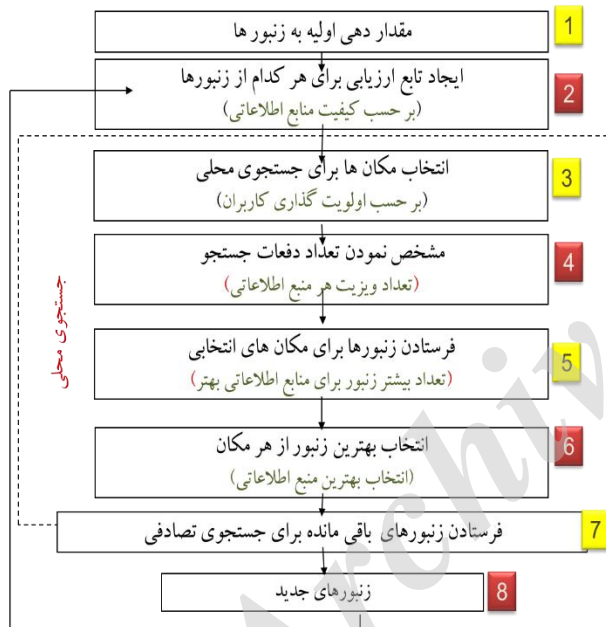 مقدار دهی اولیه به زنبور ها
1
ایجاد تابع ارزیابی برای هر کدام از زنبورها
(بر حسب کیفیت منابع اطلاعاتی)
2
انتخاب مکان ها برای جستجوی محلی
(بر حسب اولویت گذاری کاربران)
3
مشخص نمودن تعداد دفعات جستجو
(تعداد ویزیت هر منبع اطلاعاتی)
4
فرستادن زنبورها برای مکان های انتخابی
(تعداد بیشتر زنبور برای منابع اطلاعاتی بهتر)
5
انتخاب بهترین زنبور از هر مکان
(انتخاب بهترین منبع اطلاعاتی)
6
فرستادن زنبورهای باقی مانده برای جستجوی تصادفی
7
زنبورهای جدید
8
جستجوی محلی
Archiv